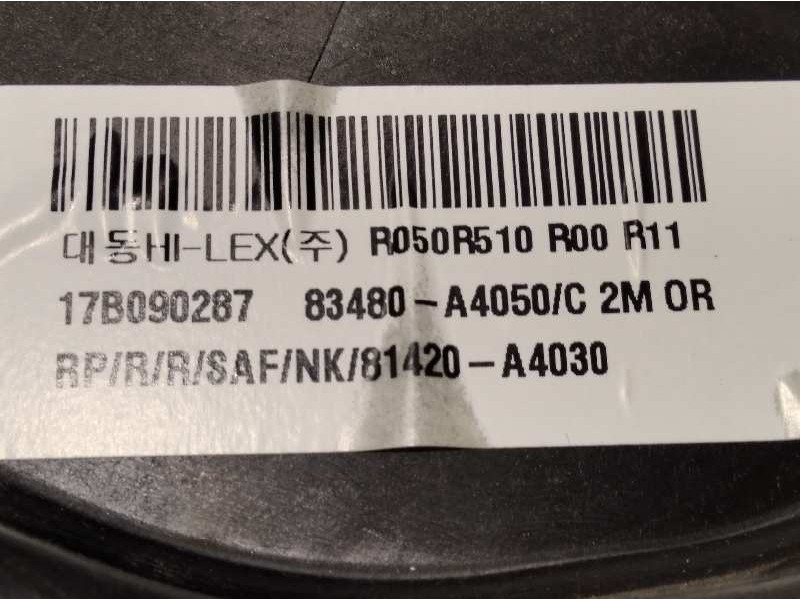 대동HI-LEX(주) R050R510 R00 R11
17B090287 83480-A4050/C 2M OR
RP/R/R/SAF/NK/81420-A4030